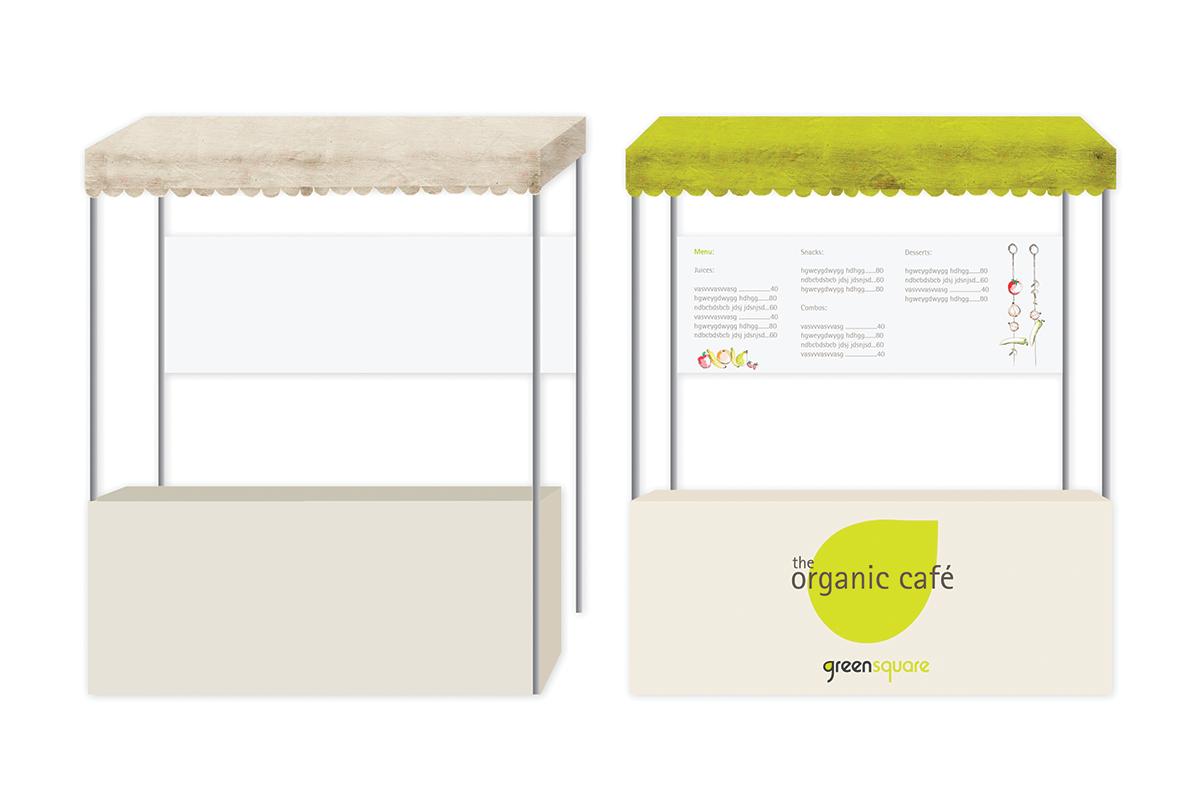 Menu:
Juices:
vasvvvasvvasg ...............40
hgweygdwygg hdhgg......80
ndbcbdsbcb jdsj jdsnjsd...60
vasvvvasvvasg ...............40
hgweygdwygg hdhgg......80
ndbcbdsbcb jdsj jdsnjsd...60
Snacks:
hgweygdwygg hdhgg......80
ndbcbdsbcb jdsj jdsnjsd...60
hgweygdwygg hdhgg......80
Combos:
vasvvvasvvasg ...............40
hgweygdwygg hdhgg......80
ndbcbdsbcb jdsj jdsnjsd...60
vasvvvasvvasg ...............40
Desserts:
hgweygdwygg hdhgg......80
ndbcbdsbcb jdsj jdsnjsd...60
vasvvvasvvasg ...............40
hgweygdwygg hdhgg......80
the
organic café
greensquare